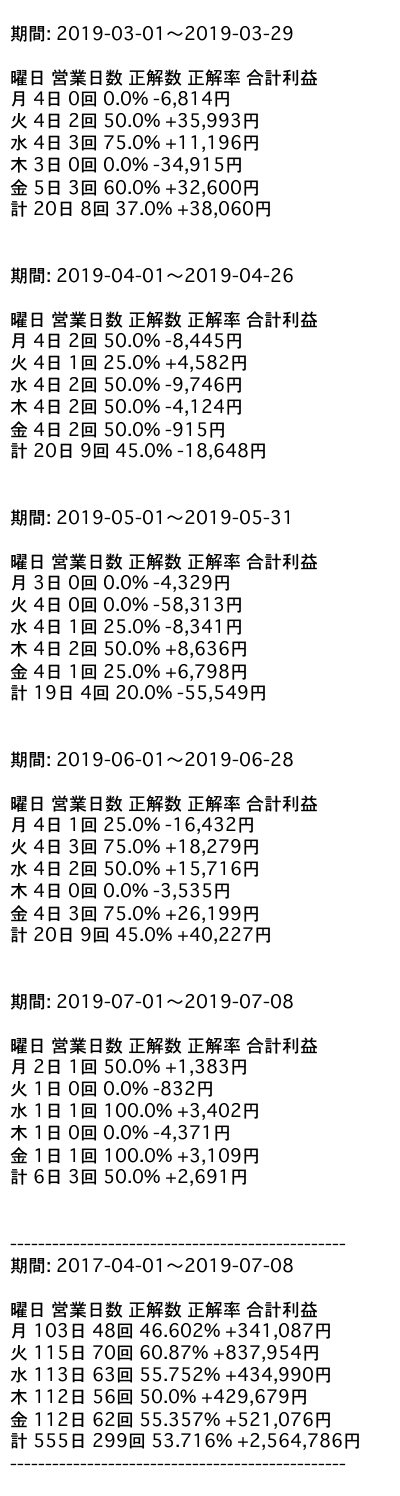 期間: 2019-03-01〜2019-03-29
曜日 営業日数 正解数 正解率 合計利益
月 4日 0回 0.0% -6,814円
火 4日 2回 50.0% +35,993円
水 4日 3回 75.0% +11,196円
木 3日 0回 0.0% -34,915円
金 5日 3回 60.0% +32,600円
計 20日 8回 37.0% +38,060円
期間: 2019-04-01〜2019-04-26
曜日 営業日数 正解数 正解率 合計利益
月 4日 2回 50.0% -8,445円
火 4日 1回 25.0% +4,582円
水 4日 2回 50.0% -9,746円
木 4日 2回 50.0% -4,124円
金 4日 2回 50.0% -915円
計 20日 9回 45.0% -18,648円
期間: 2019-05-01〜2019-05-31
曜日 営業日数 正解数 正解率 合計利益
月 3日 0回 0.0% -4,329円
火 4日 0回 0.0% -58,313円
水 4日 1回 25.0% -8,341円
木 4日 2回 50.0% +8,636円
金 4日 1回 25.0% +6,798円
計 19日 4回 20.0% -55,549円
期間: 2019-06-01〜2019-06-28
曜日 営業日数 正解数 正解率 合計利益
月 4日 1回 25.0% -16,432円
火 4日 3回 75.0% +18,279円
水 4日 2回 50.0% +15,716円
木 4日 0回 0.0% -3,535円
金 4日 3回 75.0% +26,199円
計 20日 9回 45.0% +40,227円
期間: 2019-07-01〜2019-07-08
曜日 営業日数 正解数 正解率 合計利益
月 2日 1回 50.0% +1,383円
火 1日 0回 0.0% -832円
水 1日 1回 100.0% +3,402円
木 1日 0回 0.0% -4,371円
金 1日 1回 100.0% +3,109円
計 6日 3回 50.0% +2,691円
------------------------------------------------
期間: 2017-04-01〜2019-07-08
曜日 営業日数 正解数 正解率 合計利益
月 103日 48回 46.602% +341,087円
火 115日 70回 60.87% +837,954円
水 113日 63回 55.752% +434,990円
木 112日 56回 50.0% +429,679円
金 112日 62回 55.357% +521,076円
計 555日 299回 53.716% +2,564,786円
------------------------------------------------